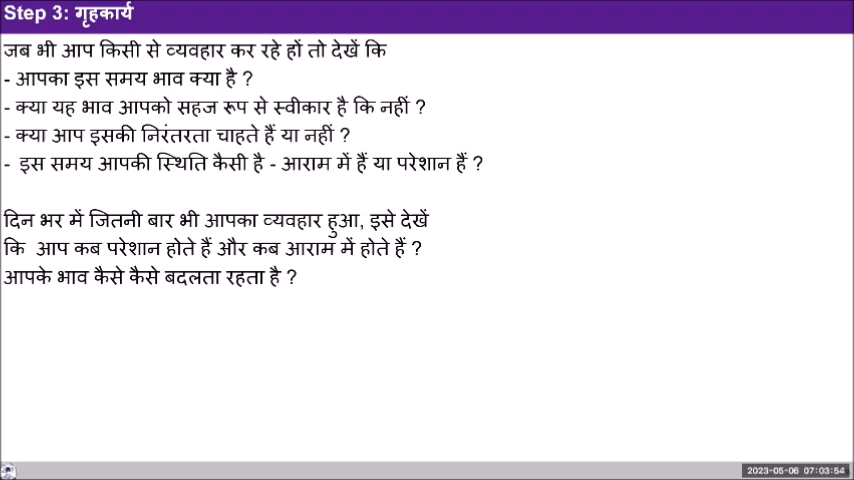 Step 3: गृहकार्य
जब भी आप किसी से व्यवहार कर रहे हों तो देखें कि
- आपका इस समय भाव क्या है ?
- क्या यह भाव आपको सहज रूप से स्वीकार है कि नहीं ?
- क्या आप इसकी निरंतरता चाहते हैं या नहीं ?
- इस समय आपकी स्थिति कैसी है - आराम में हैं या परेशान हैं ?
दिन भर में जितनी बार भी आपका व्यवहार हुआ, इसे देखें
कि आप कब परेशान होते हैं और कब आराम में होते हैं ?
आपके भाव कैसे कैसे बदलता रहता है ?
2023-05-06 07:03:54